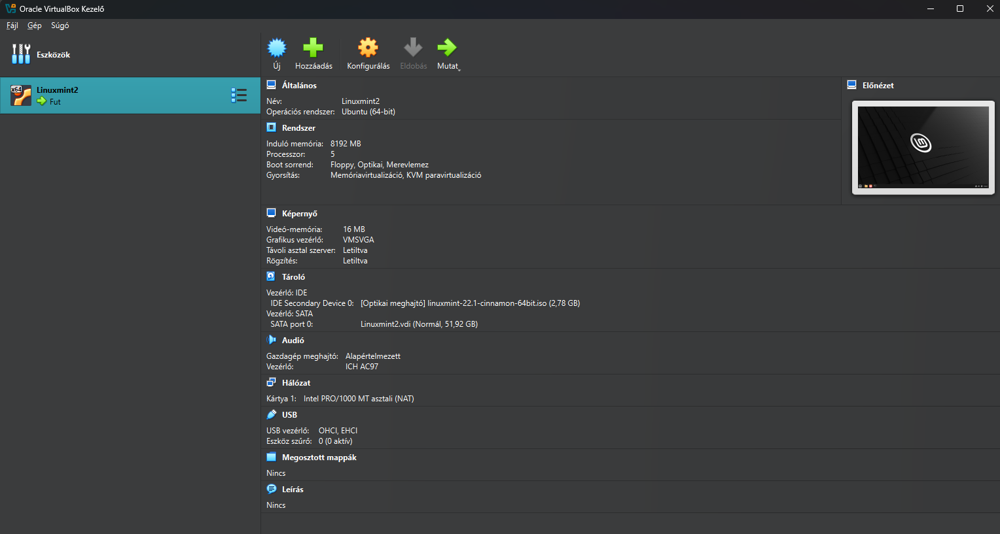 Oracle VirtualBox Kezelő
Fájl Gép Súgó
Eszközök
Új Hozzáadás Konfigurálás Eldobás Mutat
x64
Linuxmint2
Fut
Általános
Név: Linuxmint2
Operációs rendszer: Ubuntu (64-bit)
Előnézet
Rendszer
Induló memória: 8192 MB
Processzor: 5
Boot sorrend: Floppy, Optikai, Merevlemez
Gyorsítás: Memóriavirtualizáció, KVM paravirtualizáció
Képernyő
Videó-memória: 16 MB
Grafikus vezérlő: VMSVGA
Távoli asztal szerver: Letiltva
Rögzítés: Letiltva
Tároló
Vezérlő: IDE
IDE Secondary Device 0: [Optikai meghajtó] linuxmint-22.1-cinnamon-64bit.iso (2,78 GB)
Vezérlő: SATA
SATA port 0: Linuxmint2.vdi (Normál, 51,92 GB)
Audió
Gazdagép meghajtó: Alapértelmezett
Vezérlő: ICH AC97
Hálózat
Kártya 1: Intel PRO/1000 MT asztali (NAT)
USB
USB vezérlő: OHCI, EHCI
Eszköz szűrő: 0 (0 aktív)
Megosztott mappák
Nincs
Leírás
Nincs